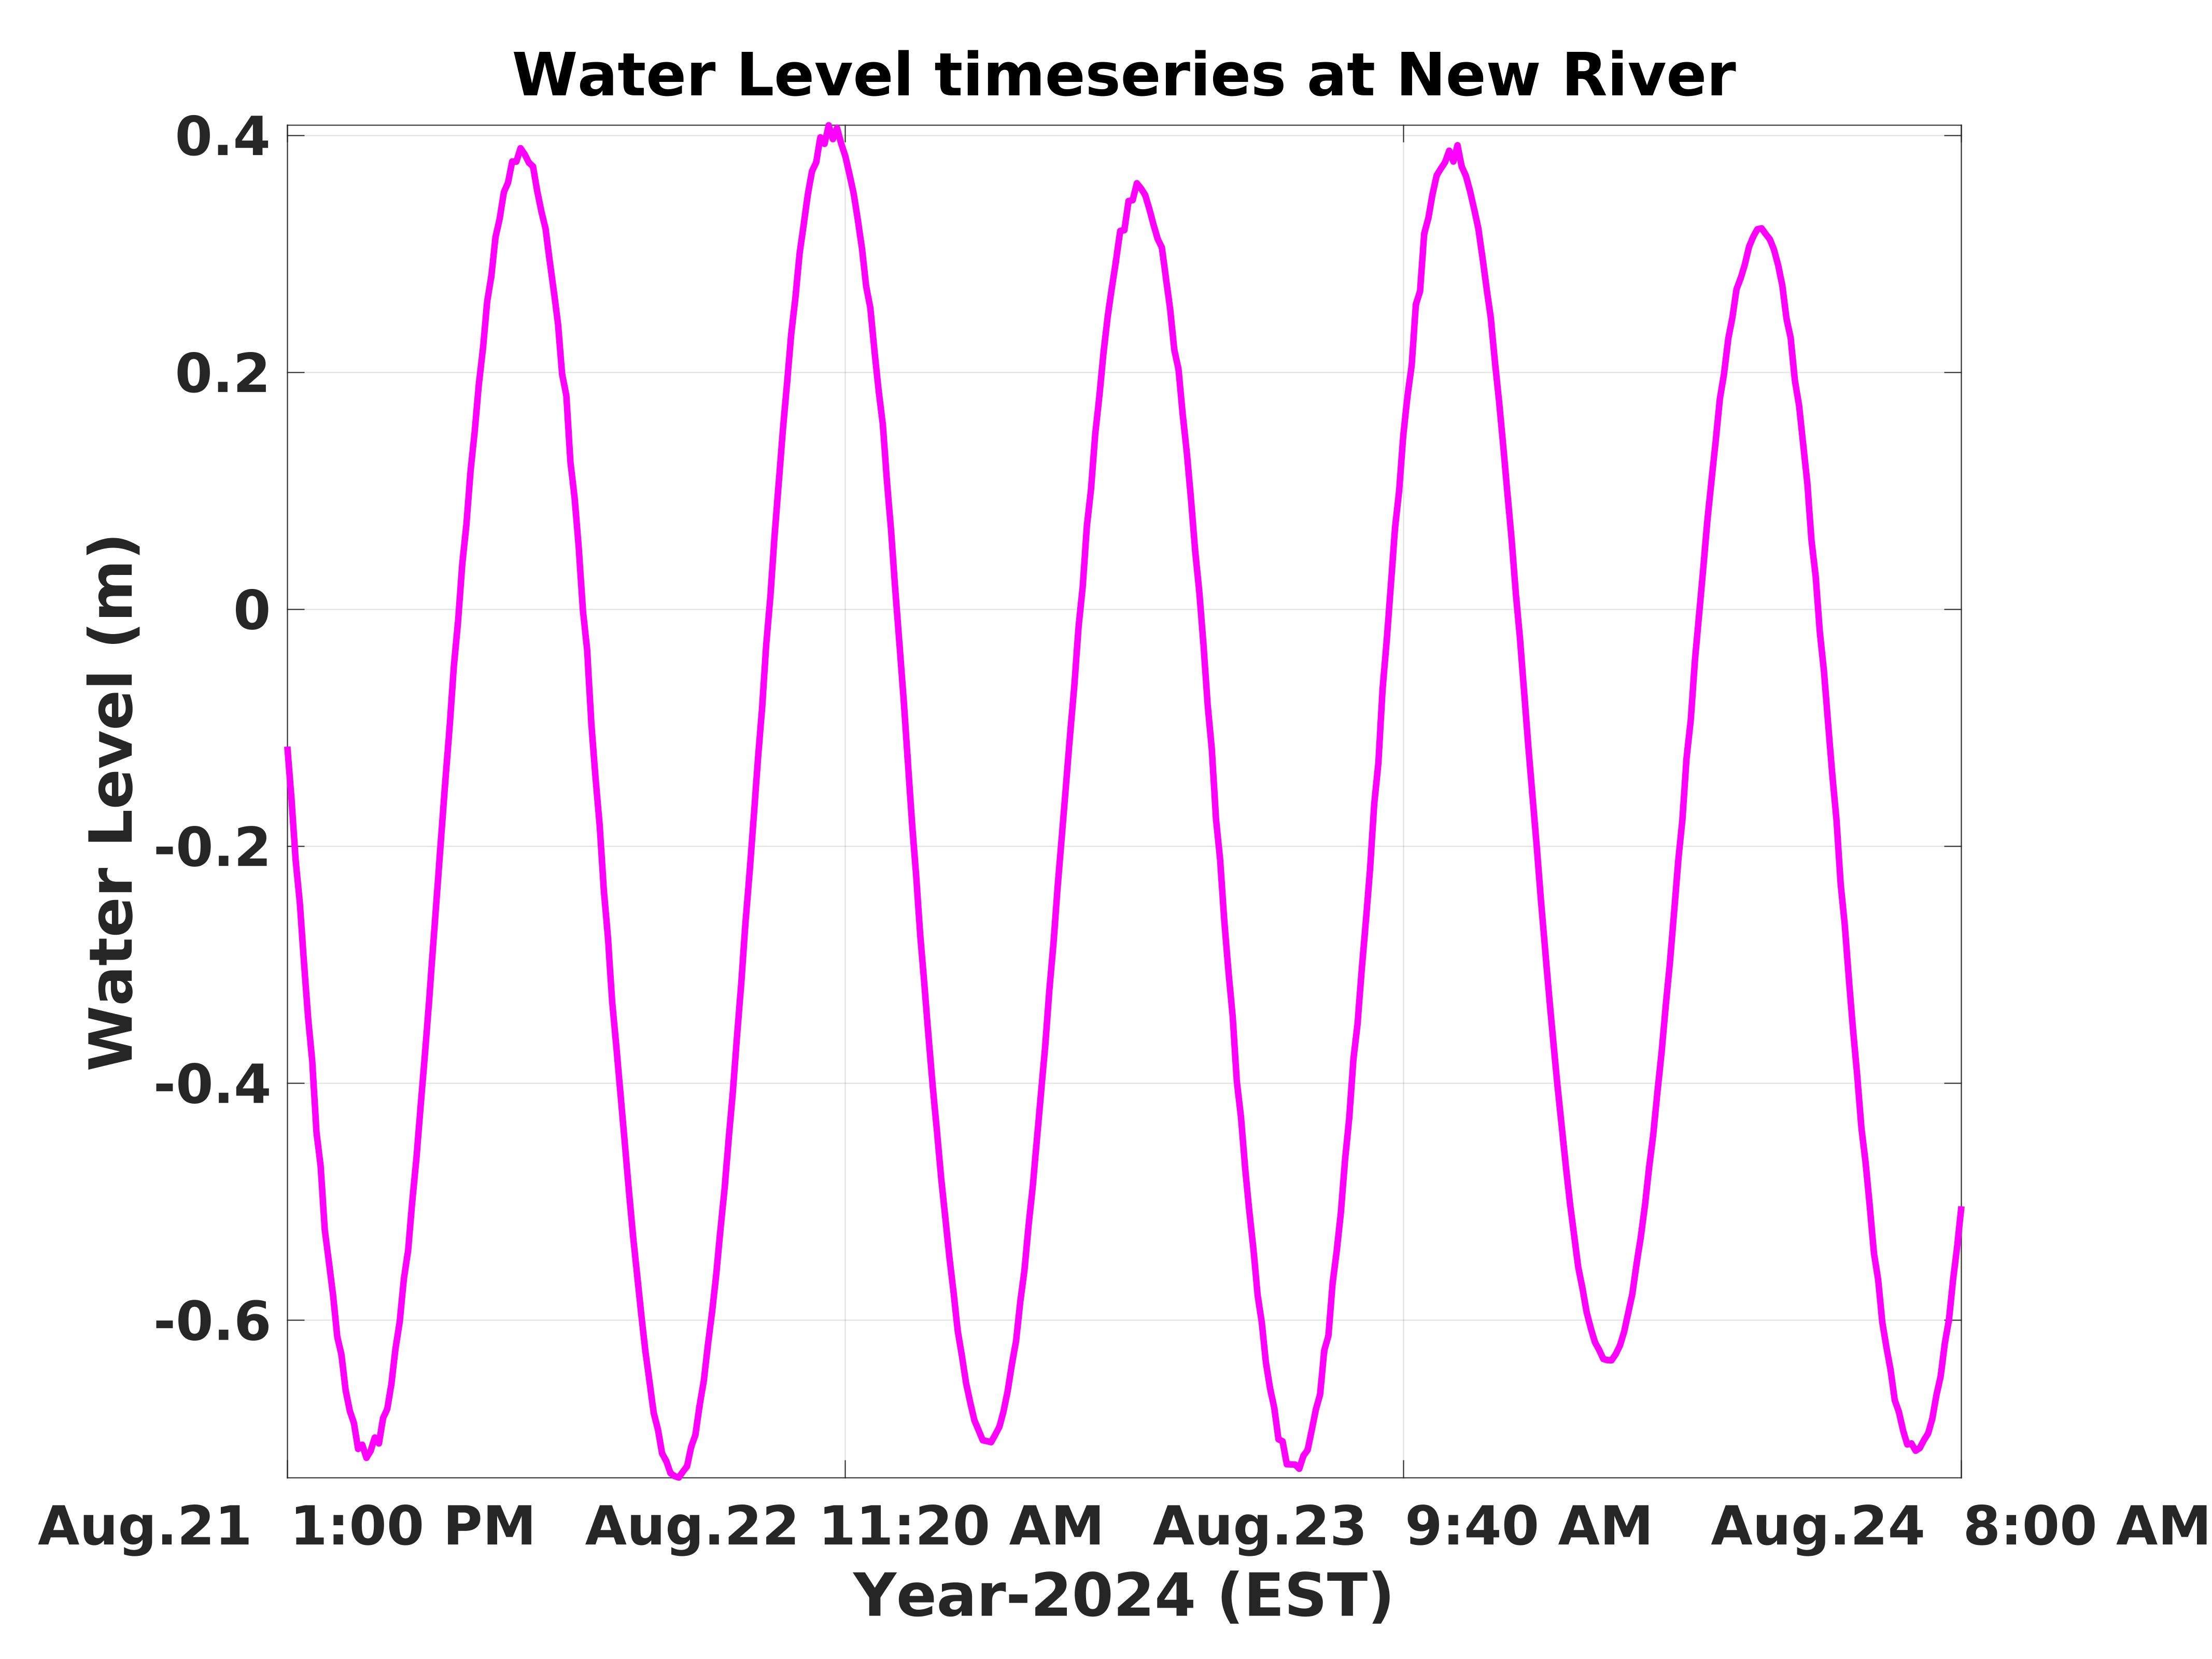 Water Level timeseries at New River
0.4
0.2
0
-0.2
-0.4
-0.6
Water Level (m)
Aug.21 1:00 PM Aug.22 11:20 AM Aug.23 9:40 AM Aug.24 8:00 AM
Year-2024 (EST)